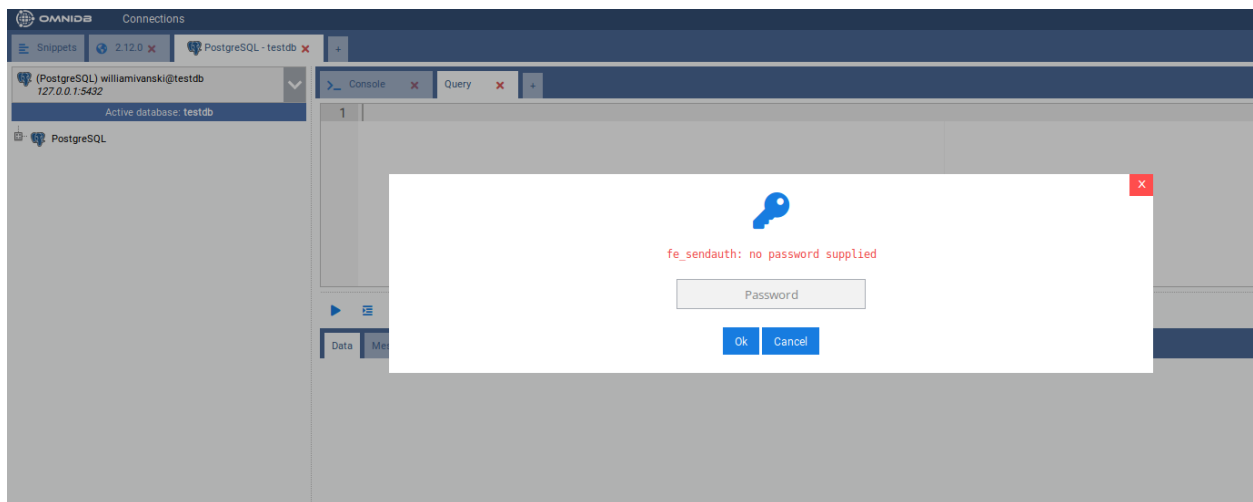 OMNIDB Connections
Snippets 2.12.0 PostgreSQL - testdb +
(PostgreSQL) williamivanski@testdb
127.0.0.1:5432
Active database: testdb
PostgreSQL
Console Query +
1
X
fe_sendauth: no password supplied
Password
Ok Cancel
Data Mes